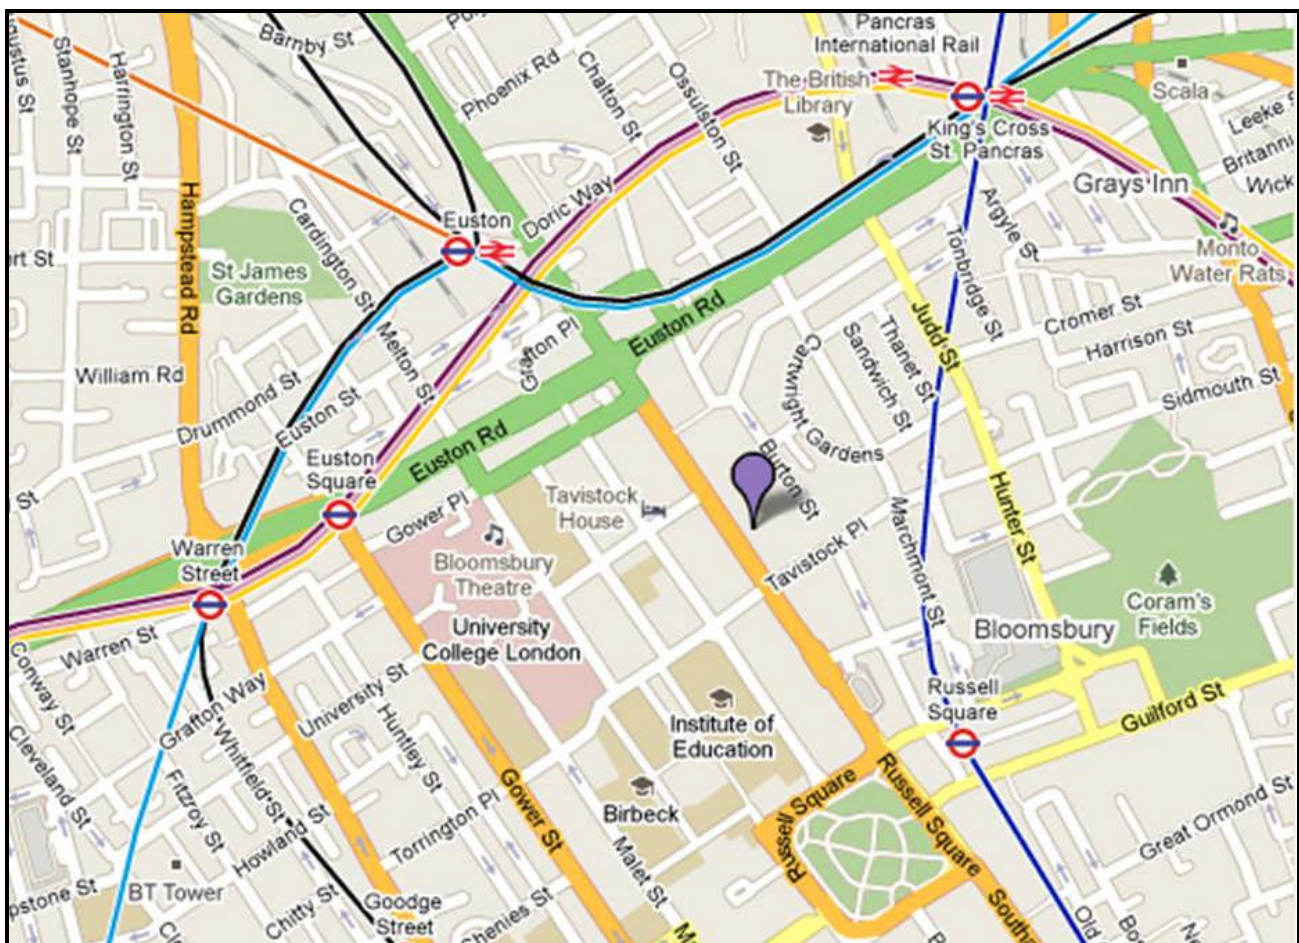 Barnby St
Phoenix Rd
Chalton St
Ossulston St
Pancras
International Rail
The British
Library
King's Cross
St. Pancras
Scala
Leeke
Britanni
Wick
Grays Inn
Monto
Water Rats
Stanhope St
Harrington St
Hampstead Rd
Cardington St
St James
Gardens
Euston
Doric Way
Argyle St
Tonbridge St
Cromer St
Harrison St
Sidmouth St
Judd St
Thanet St
Sandwich St
Cartwright Gardens
Euston Rd
Grafton Pl
Melton St
William Rd
Drummond St
Euston St
Euston
Square
Euston Rd
Gower Pl
Tavistock
House
Burton St
Tavistock Pl
Marchmont St
Hunter St
Warren
Street
Bloomsbury
Theatre
University
College London
Coram's
Fields
Bloomsbury
Warren St
Conway St
Cleveland St
Grafton Way
University St
Huntley St
Whitfield St
Fitzroy St
Howland St
Torrington Pl
Gower St
Institute of
Education
Birkbeck
Malet St
Russell
Square
Guilford St
Russell Square
Russell Square
Great Ormond St
BT Tower
Chitty St
Goodge
Street
Old